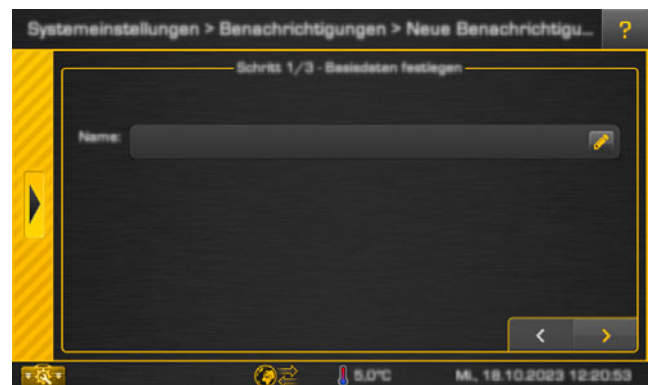 Systemeinstellungen > Benachrichtigungen > Neue Benachrichtigu... ?
Schritt 1/3 - Basisdaten festlegen
Name:
< >
5,0°C Mi., 18.10.2023 12:20:53